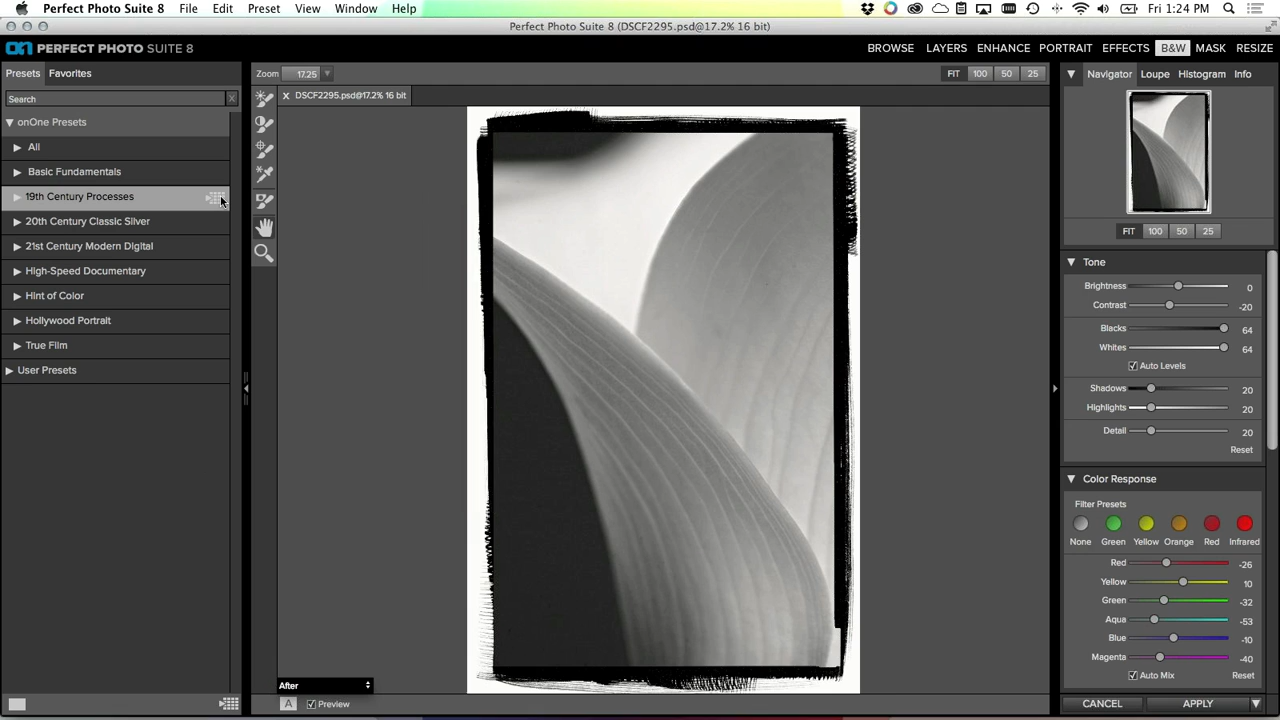 Perfect Photo Suite 8 File Edit Preset View Window Help Fri 1:24 PM
Perfect Photo Suite 8 (DSCF2295.psd@17.2% 16 bit)
on PERFECT PHOTO SUITE 8 BROWSE LAYERS ENHANCE PORTRAIT EFFECTS B&W MASK RESIZE
Presets Favorites
Zoom 17.25 FIT 100 50 25
Navigator Loupe Histogram Info
Search X
× DSCF2295.psd@17.2% 16 bit
onOne Presets
All
Basic Fundamentals
19th Century Processes
20th Century Classic Silver
21st Century Modern Digital
High-Speed Documentary
Hint of Color
Hollywood Portrait
True Film
User Presets
FIT 100 50 25
Tone
Brightness 0
Contrast -20
Blacks 64
Whites 64
Auto Levels
Shadows 20
Highlights 20
Detail 20
Reset
Color Response
Filter Presets
None Green Yellow Orange Red Infrared
Red -26
Yellow 10
Green -32
Aqua -53
Blue -10
Magenta -40
Auto Mix Reset
After
A Preview
CANCEL APPLY